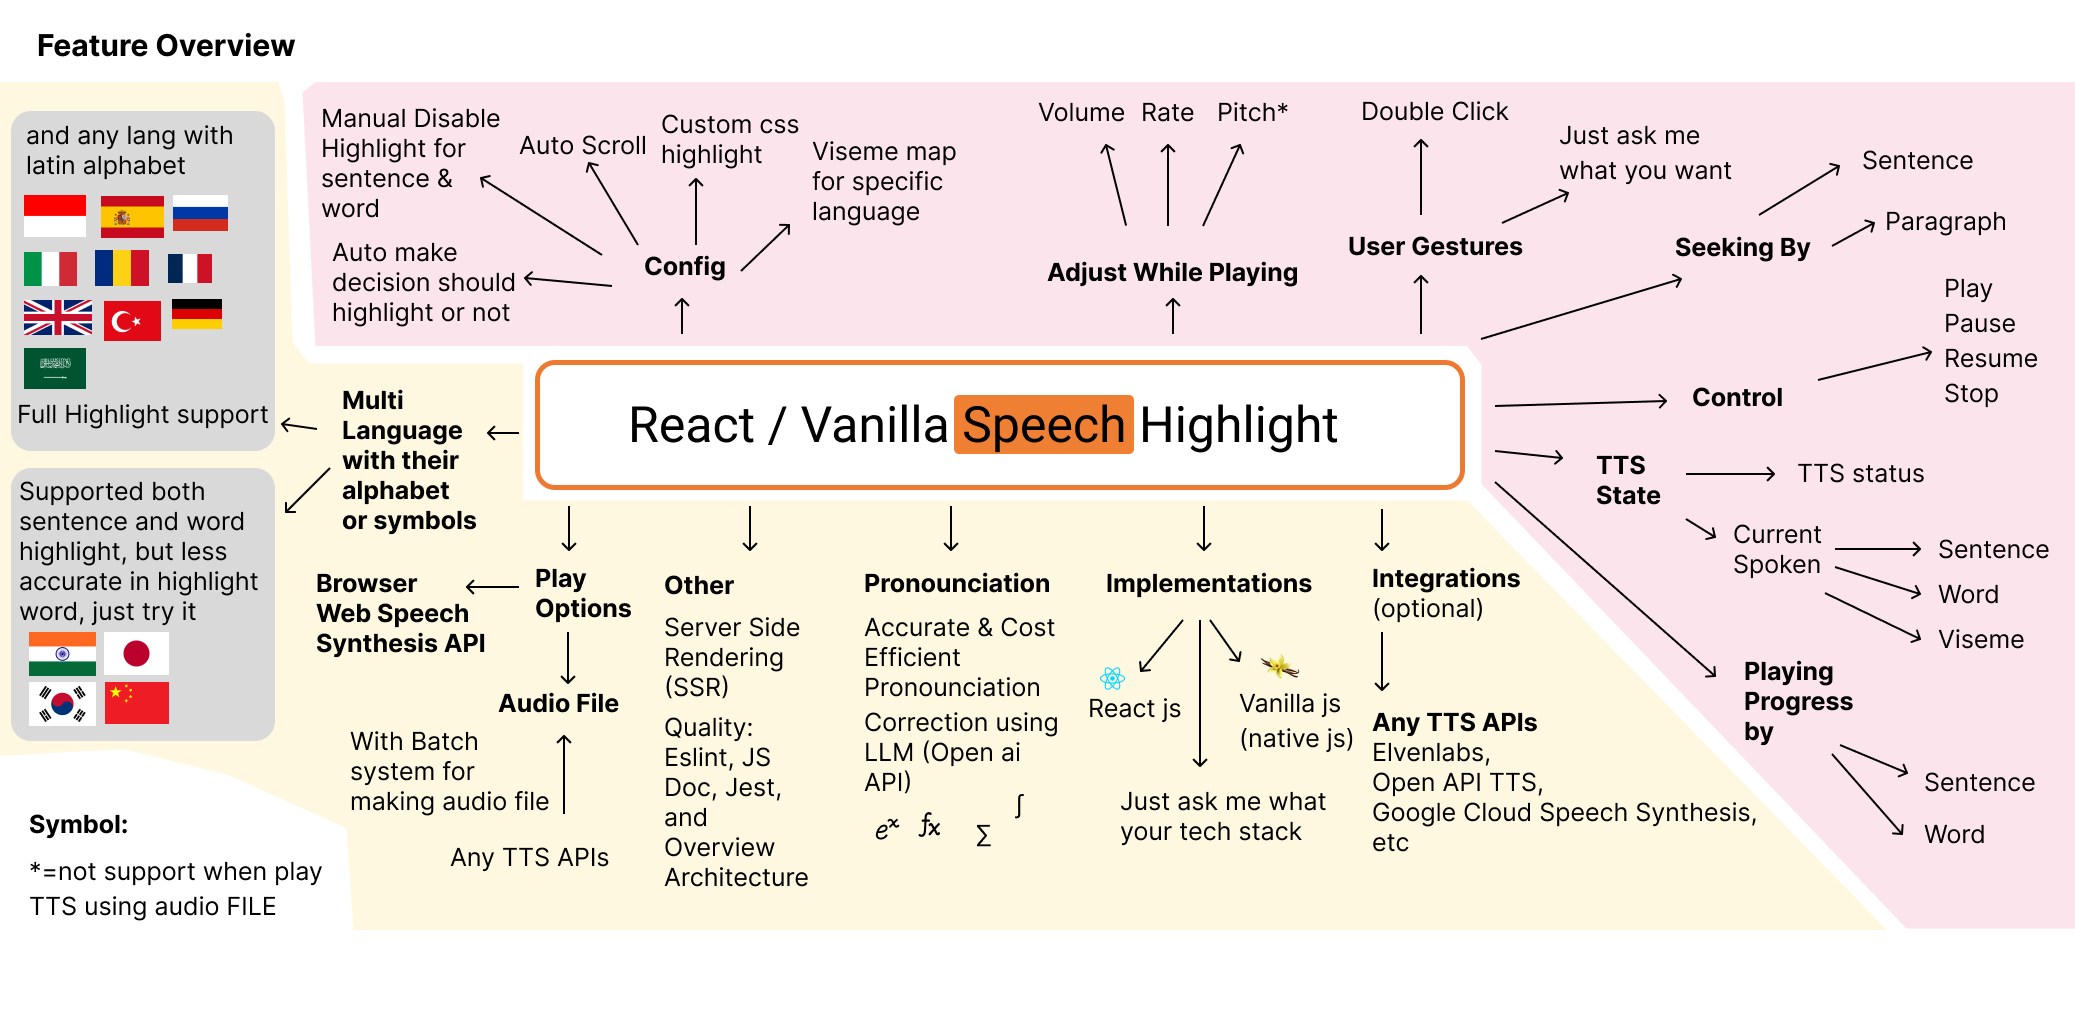 Feature Overview
and any lang with
latin alphabet
Full Highlight support
Supported both
sentence and word
highlight, but less
accurate in highlight
word, just try it
Symbol:
*=not support when play
TTS using audio FILE
Manual Disable
Highlight for
sentence &
word
Auto Scroll
Custom css
highlight
Viseme map
for specific
language
Auto make
decision should
highlight or not
Config
Volume
Rate
Pitch*
Adjust While Playing
Double Click
Just ask me
what you want
User Gestures
Sentence
Paragraph
Seeking By
Play
Pause
Resume
Stop
Control
React / Vanilla Speech Highlight
Multi
Language
with their
alphabet
or symbols
TTS
State
TTS status
Current
Spoken
Sentence
Word
Viseme
Playing
Progress
by
Sentence
Word
Browser
Web Speech
Synthesis API
Play
Options
Audio File
With Batch
system for
making audio file
Any TTS APIs
Other
Server Side
Rendering
(SSR)
Quality:
Eslint, JS
Doc, Jest,
and
Overview
Architecture
Pronounciation
Accurate & Cost
Efficient
Pronounciation
Correction using
LLM (Open ai
API)
eˣ fx ∑ ∫
Implementations
React js
Vanilla js
(native js)
Just ask me what
your tech stack
Integrations
(optional)
Any TTS APIs
Elvenlabs,
Open API TTS,
Google Cloud Speech Synthesis,
etc